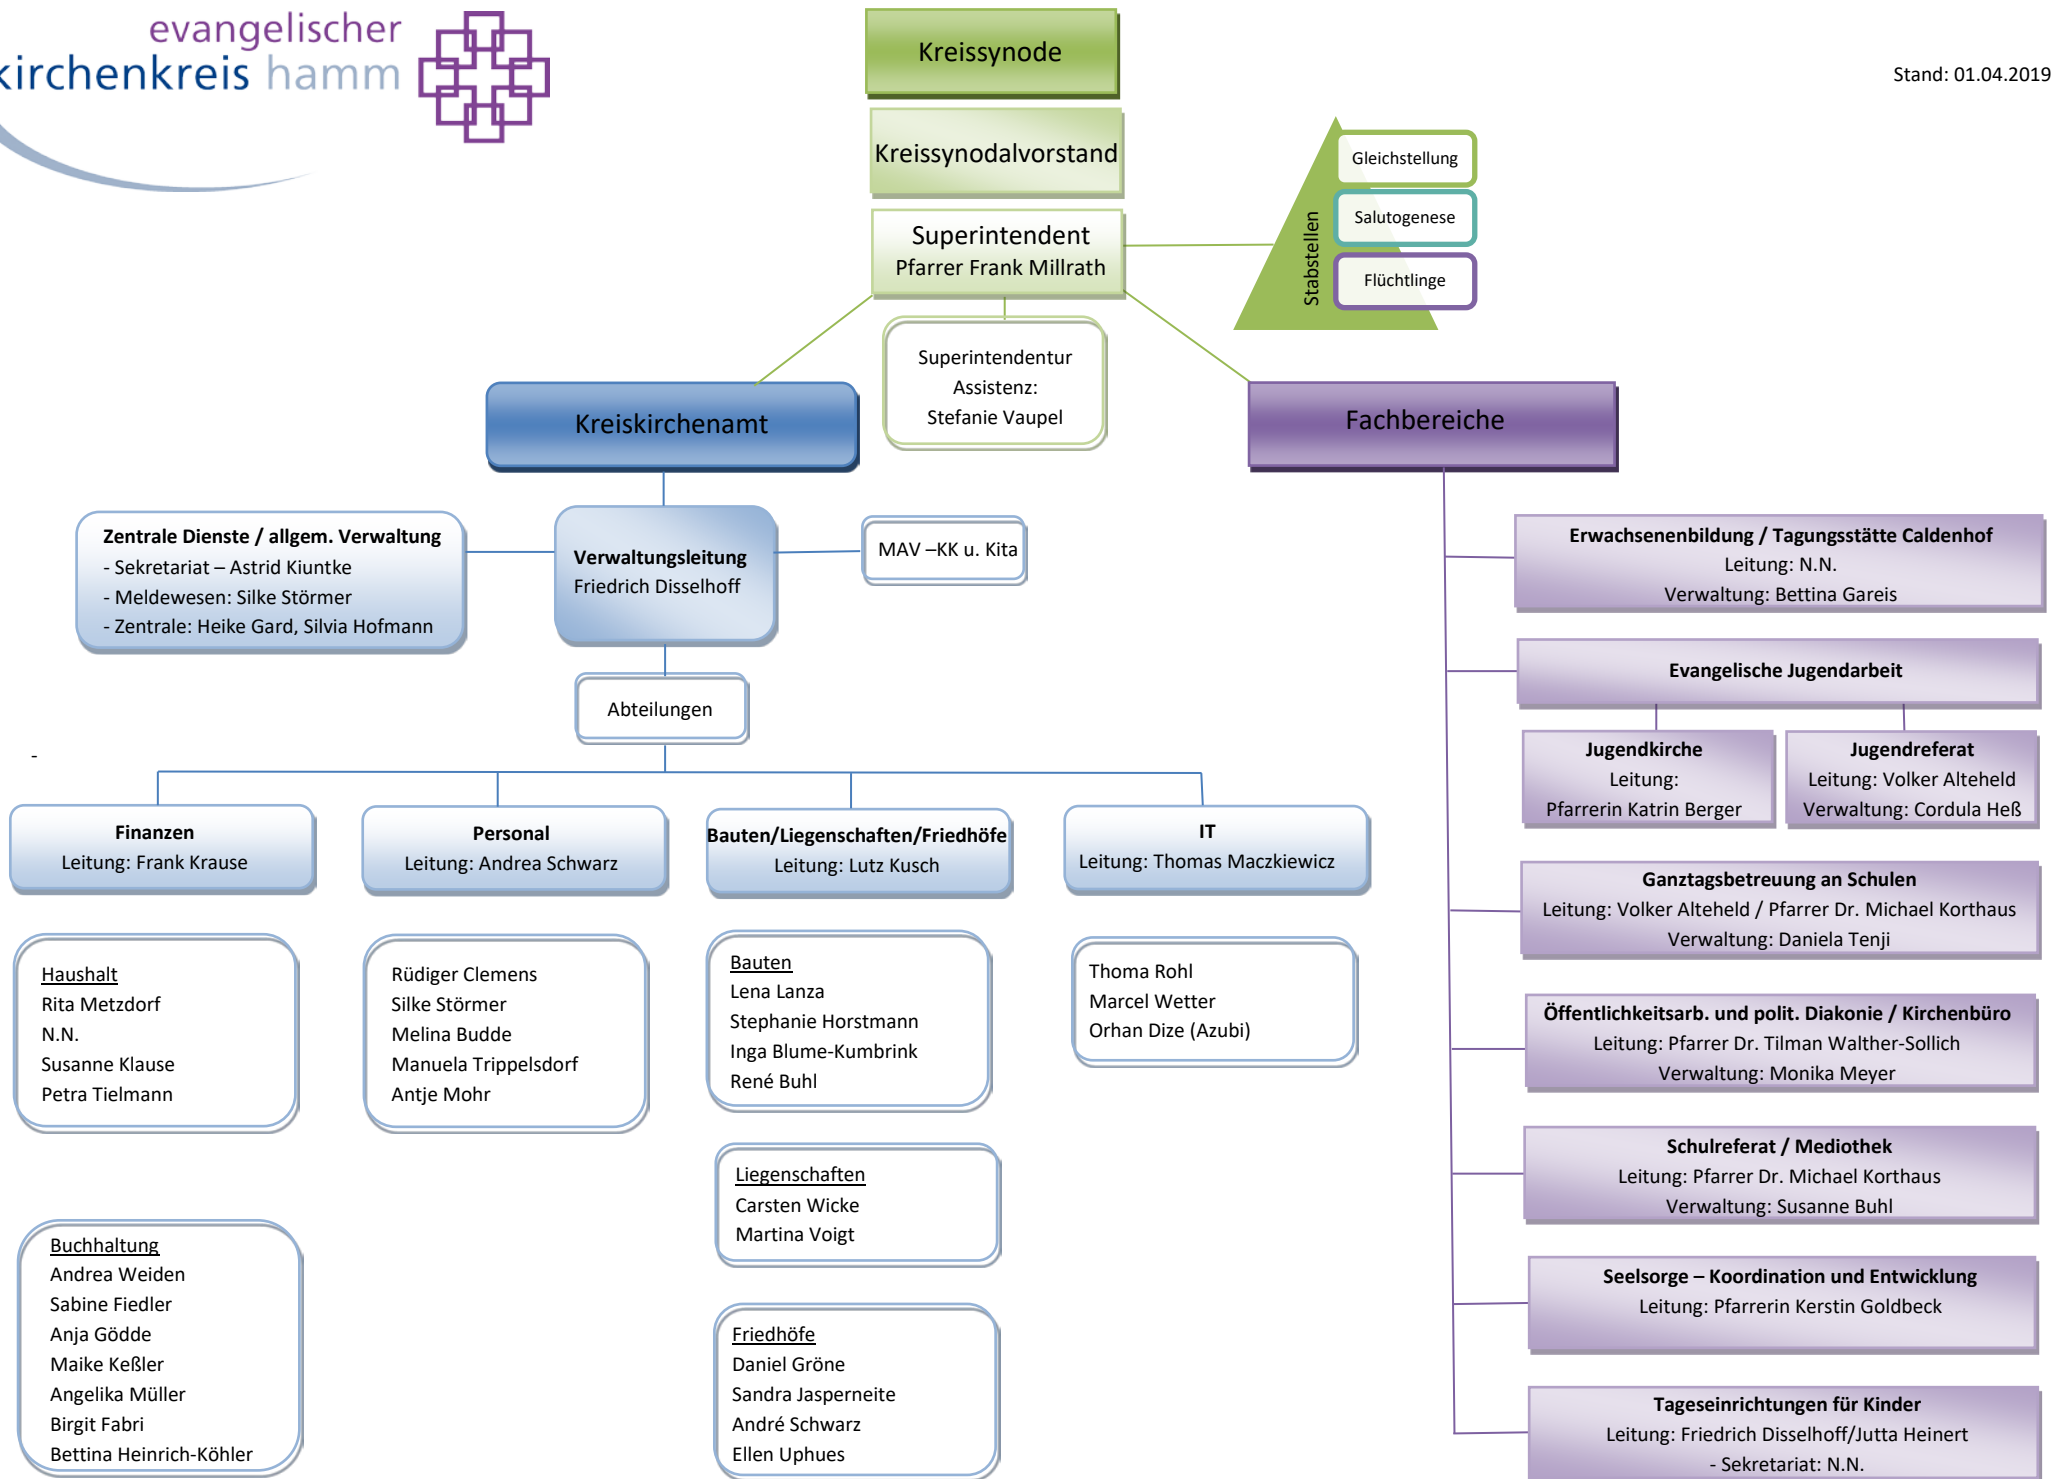 evangelischer
kirchenkreis hamm
Kreissynode
Stand: 01.04.2019
Kreissynodalvorstand
Superintendent
Pfarrer Frank Millrath
Stabstellen
Gleichstellung
Salutogenese
Flüchtlinge
Superintendentur
Assistenz:
Stefanie Vaupel
Kreiskirchenamt
Fachbereiche
Zentrale Dienste / allgem. Verwaltung
- Sekretariat – Astrid Kiuntke
- Meldewesen: Silke Störmer
- Zentrale: Heike Gard, Silvia Hofmann
Verwaltungsleitung
Friedrich Disselhoff
MAV –KK u. Kita
Abteilungen
-
Finanzen
Leitung: Frank Krause
Haushalt
Rita Metzdorf
N.N.
Susanne Klause
Petra Tielmann
Buchhaltung
Andrea Weiden
Sabine Fiedler
Anja Gödde
Maike Keßler
Angelika Müller
Birgit Fabri
Bettina Heinrich-Köhler
Personal
Leitung: Andrea Schwarz
Rüdiger Clemens
Silke Störmer
Melina Budde
Manuela Trippelsdorf
Antje Mohr
Bauten/Liegenschaften/Friedhöfe
Leitung: Lutz Kusch
Bauten
Lena Lanza
Stephanie Horstmann
Inga Blume-Kumbrink
René Buhl
Liegenschaften
Carsten Wicke
Martina Voigt
Friedhöfe
Daniel Gröne
Sandra Jasperneite
André Schwarz
Ellen Uphues
IT
Leitung: Thomas Maczkiewicz
Thoma Rohl
Marcel Wetter
Orhan Dize (Azubi)
Erwachsenenbildung / Tagungsstätte Caldenhof
Leitung: N.N.
Verwaltung: Bettina Gareis
Evangelische Jugendarbeit
Jugendkirche
Leitung:
Pfarrerin Katrin Berger
Jugendreferat
Leitung: Volker Alteheld
Verwaltung: Cordula Heß
Ganztagsbetreuung an Schulen
Leitung: Volker Alteheld / Pfarrer Dr. Michael Korthaus
Verwaltung: Daniela Tenji
Öffentlichkeitsarb. und polit. Diakonie / Kirchenbüro
Leitung: Pfarrer Dr. Tilman Walther-Sollich
Verwaltung: Monika Meyer
Schulreferat / Mediothek
Leitung: Pfarrer Dr. Michael Korthaus
Verwaltung: Susanne Buhl
Seelsorge – Koordination und Entwicklung
Leitung: Pfarrerin Kerstin Goldbeck
Tageseinrichtungen für Kinder
Leitung: Friedrich Disselhoff/Jutta Heinert
- Sekretariat: N.N.